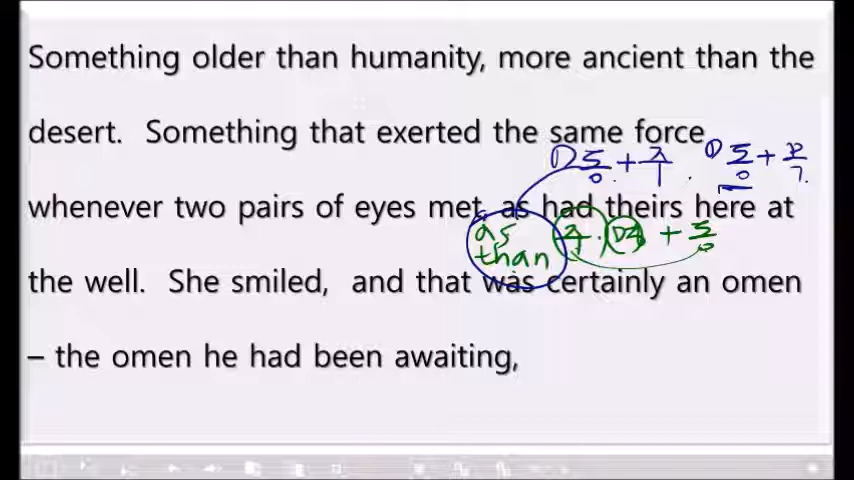 Something older than humanity, more ancient than the
desert. Something that exerted the same force
whenever two pairs of eyes met, as had theirs here at
as
than
the well. She smiled, and that was certainly an omen
– the omen he had been awaiting,